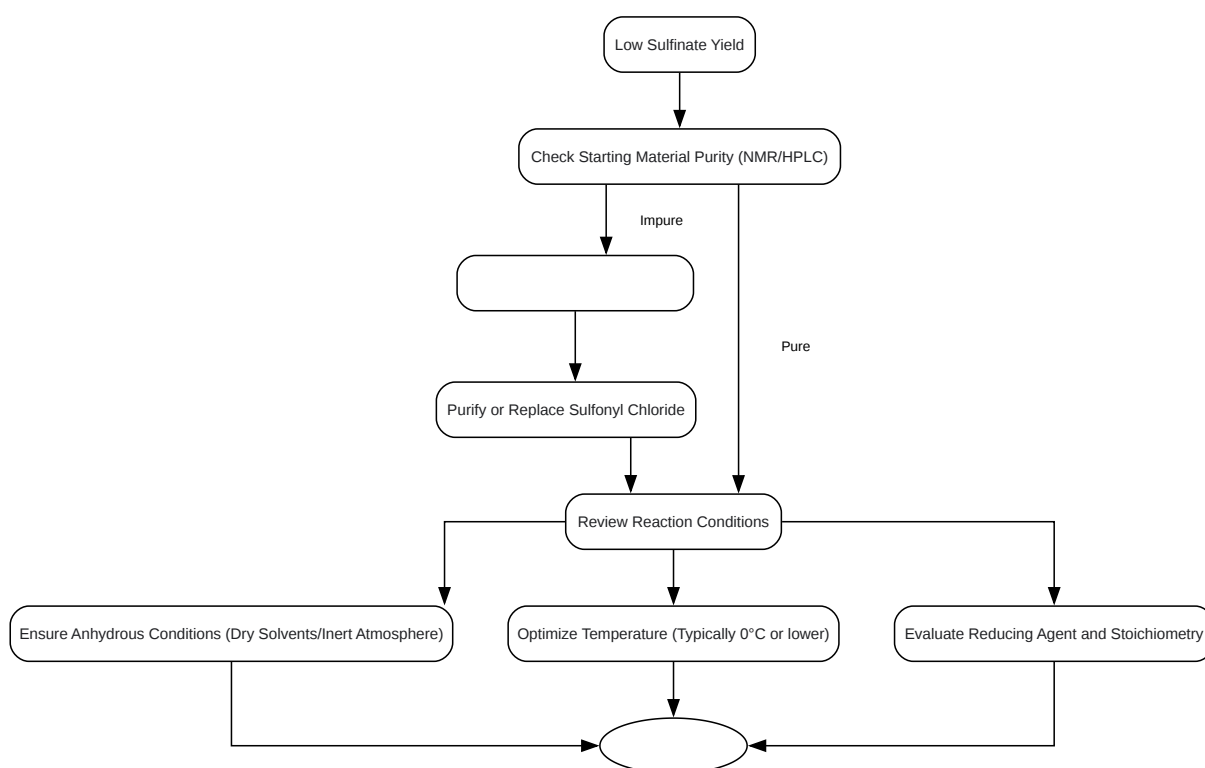 Low Sulfinate Yield
Check Starting Material Purity (NMR/HPLC)
Impure
Pure
Purify or Replace Sulfonyl Chloride
Review Reaction Conditions
Ensure Anhydrous Conditions (Dry Solvents/Inert Atmosphere)
Optimize Temperature (Typically 0°C or lower)
Evaluate Reducing Agent and Stoichiometry